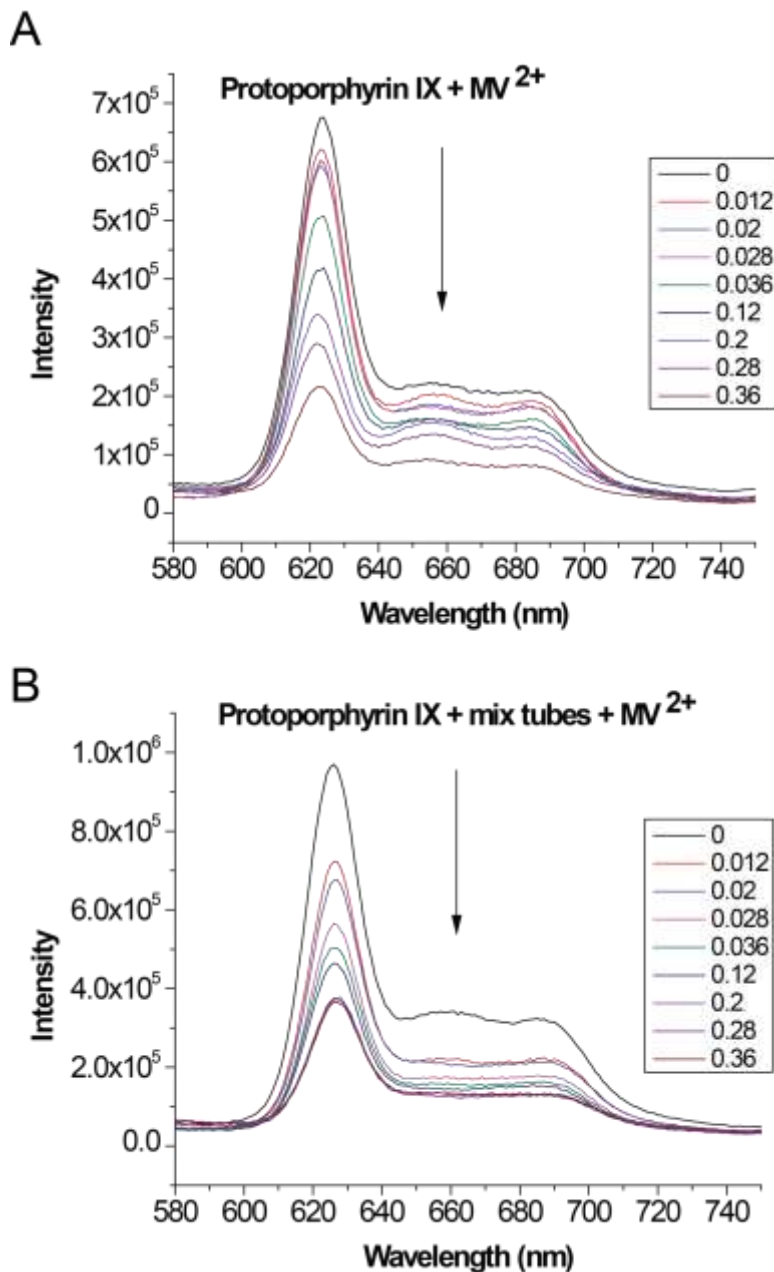 A
Protoporphyrin IX + MV 2+
7x10⁵
6x10⁵
5x10⁵
4x10⁵
3x10⁵
2x10⁵
1x10⁵
0
Intensity
0
0.012
0.02
0.028
0.036
0.12
0.2
0.28
0.36
580 600 620 640 660 680 700 720 740
Wavelength (nm)
B
Protoporphyrin IX + mix tubes + MV 2+
1.0x10⁶
8.0x10⁵
6.0x10⁵
4.0x10⁵
2.0x10⁵
0.0
Intensity
0
0.012
0.02
0.028
0.036
0.12
0.2
0.28
0.36
580 600 620 640 660 680 700 720 740
Wavelength (nm)